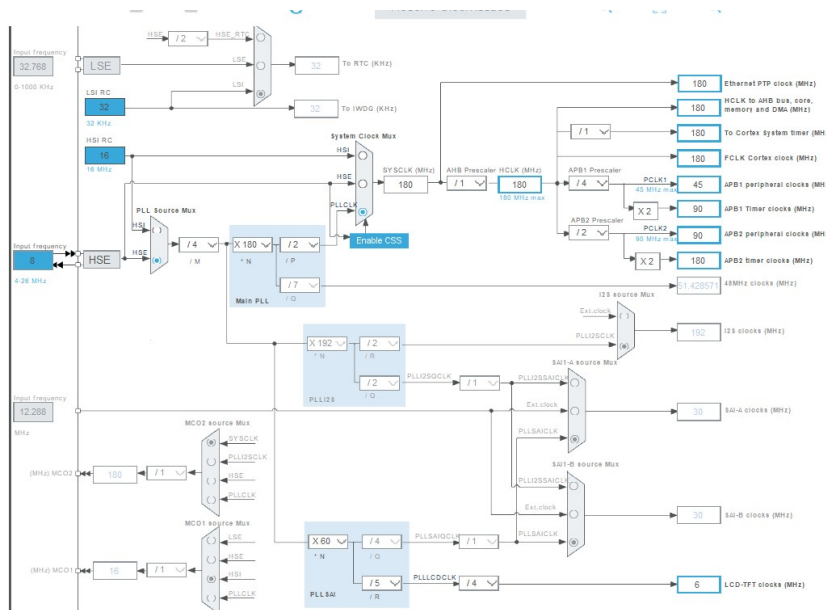 HSE
/ 2
HSE_RTC
Input frequency
32.768
LSE
LSE
32
To RTC (KHz)
0-1000 KHz
LSI RC
LSI
32
32
To IWDG (KHz)
32 KHz
HSI RC
System Clock Mux
16
HSI
16 MHz
HSE
SYSCLK (MHz)
AHB Prescaler
HCLK (MHz)
180
/ 1
180
180 MHz max
PLLCLK
Enable CSS
180
Ethernet PTP clock (MHz)
180
HCLK to AHB bus, core,
memory and DMA (MHz)
/ 1
180
To Cortex System timer (MHz)
180
FCLK Cortex clock (MHz)
APB1 Prescaler
/ 4
PCLK1
45 MHz max
45
APB1 peripheral clocks (MH
X 2
90
APB1 Timer clocks (MHz)
APB2 Prescaler
/ 2
PCLK2
90 MHz max
90
APB2 peripheral clocks (MH
X 2
180
APB2 timer clocks (MHz)
PLL Source Mux
HSI
HSE
Input frequency
8
HSE
4-26 MHz
/ 4
/ M
X 180
* N
/ 2
/ P
/ 7
/ Q
Main PLL
51.428571
48MHz clocks (MHz)
I2S source Mux
Ext.clock
PLLI2SCLK
192
I2S clocks (MHz)
X 192
* N
/ 2
/ R
/ 2
/ Q
PLLI2S
PLLI2SQCLK
/ 1
SAI1-A source Mux
PLLI2SSAICLK
Ext.clock
PLLSAICLK
30
SAI-A clocks (MHz)
Input frequency
12.288
MHz
MCO2 source Mux
SYSCLK
PLLI2SCLK
HSE
PLLCLK
(MHz) MCO2
180
/ 1
SAI1-B source Mux
PLLI2SSAICLK
Ext.clock
PLLSAICLK
30
SAI-B clocks (MHz)
MCO1 source Mux
LSE
HSE
HSI
PLLCLK
(MHz) MCO1
16
/ 1
X 60
* N
/ 4
/ Q
/ 5
/ R
PLLSAI
PLLSAIQCLK
/ 1
PLLLCDCLK
/ 4
6
LCD-TFT clocks (MHz)